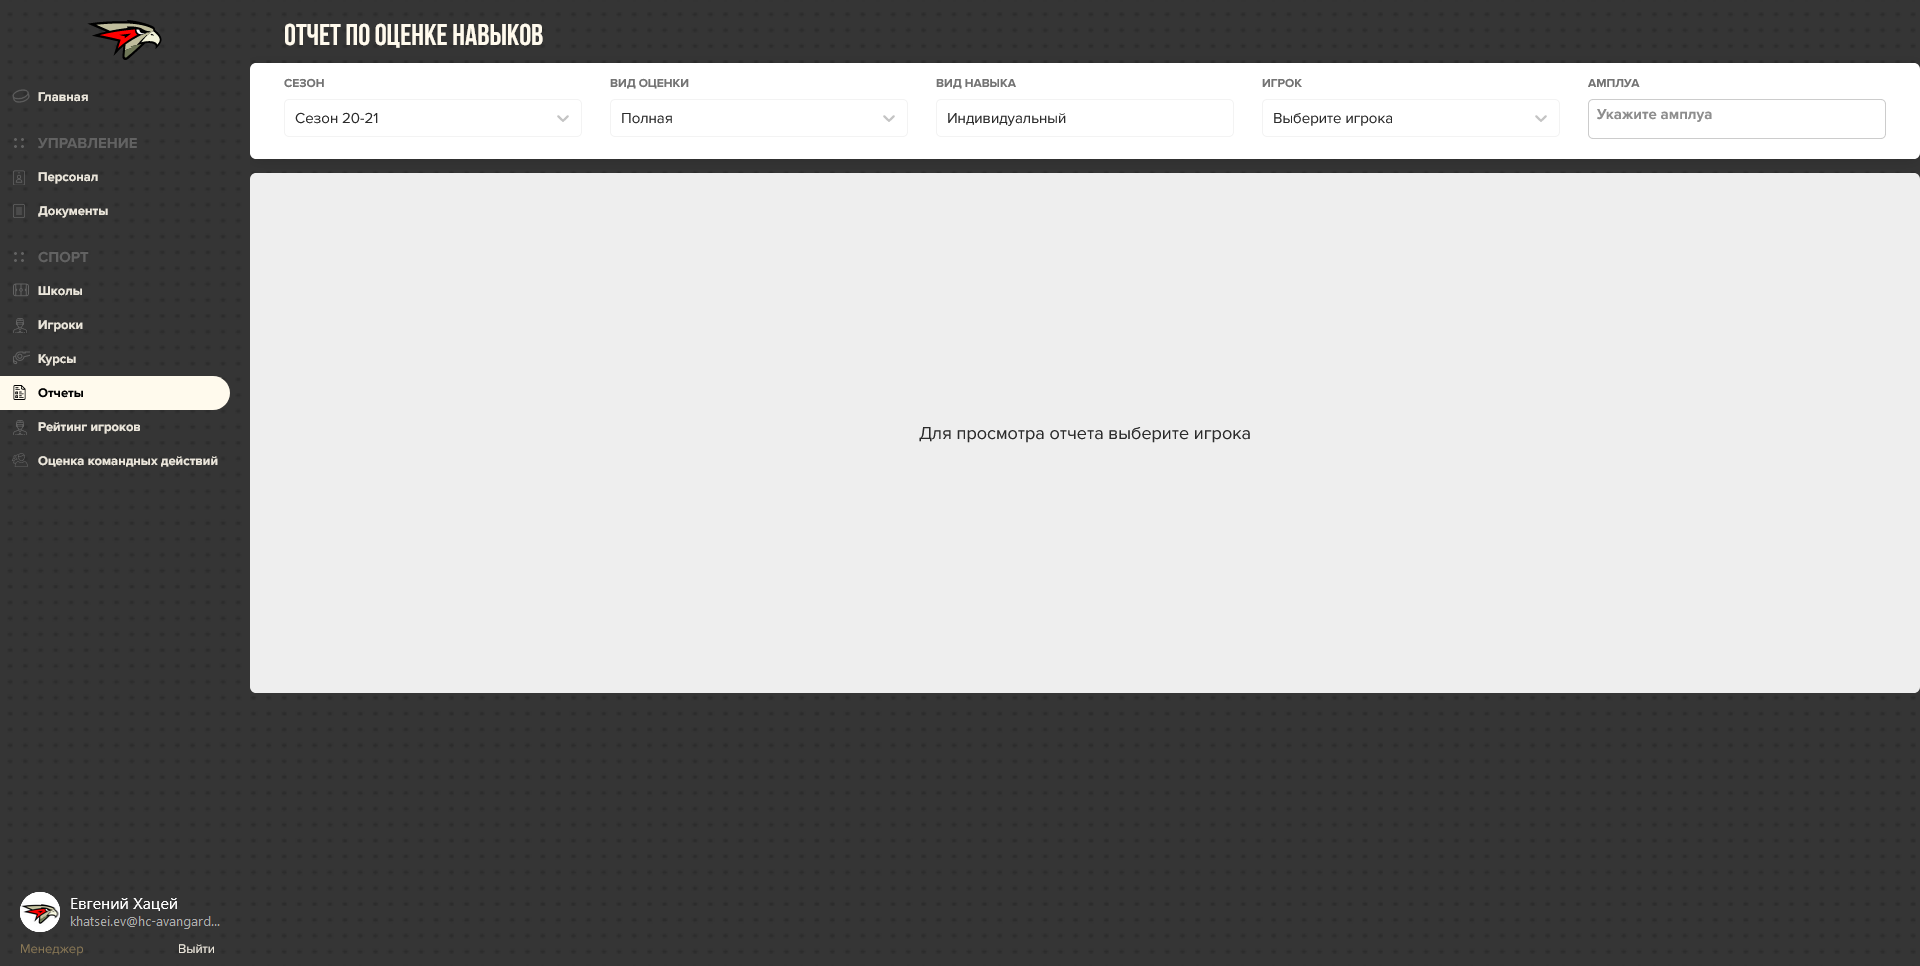 ОТЧЕТ ПО ОЦЕНКЕ НАВЫКОВ
СЕЗОН
Сезон 20-21
ВИД ОЦЕНКИ
Полная
ВИД НАВЫКА
Индивидуальный
ИГРОК
Выберите игрока
АМПЛУА
Укажите амплуа
Главная
УПРАВЛЕНИЕ
Персонал
Документы
СПОРТ
Школы
Игроки
Курсы
Отчеты
Рейтинг игроков
Оценка командных действий
Для просмотра отчета выберите игрока
Евгений Хацей
khatsei.ev@hc-avangard...
Менеджер
Выйти